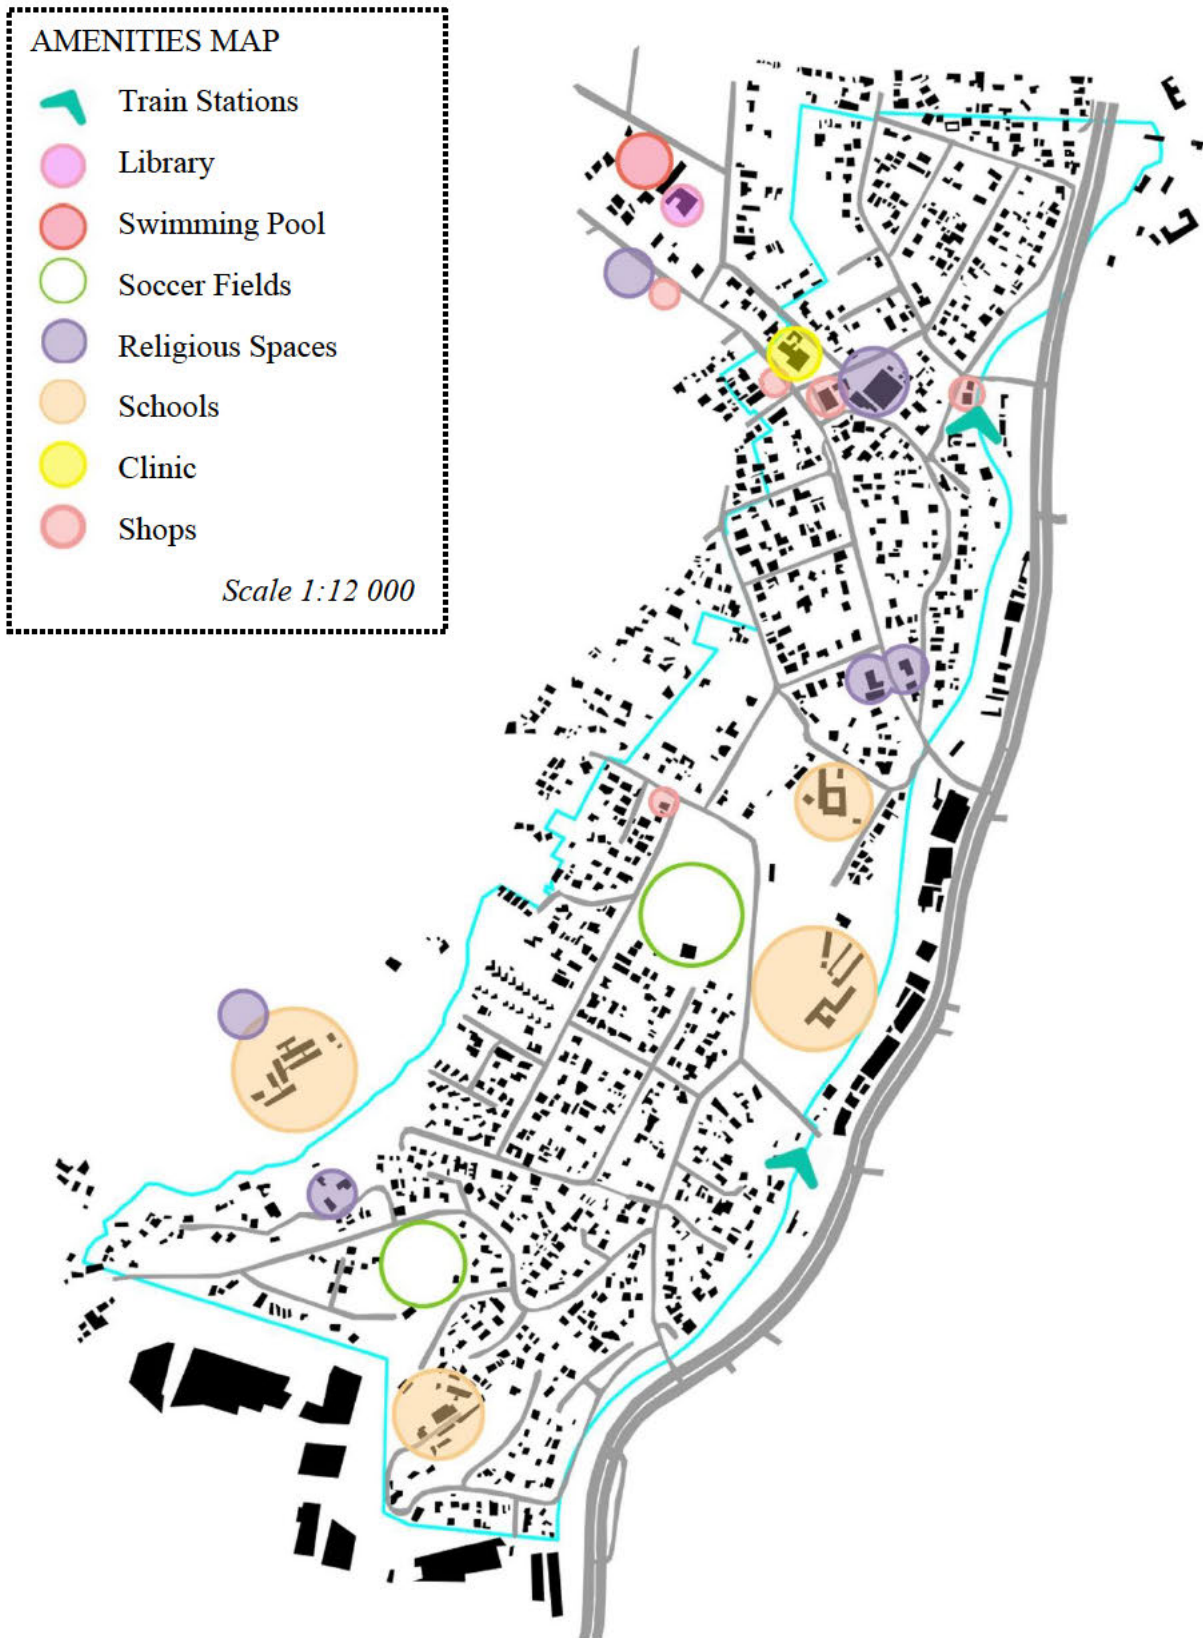 AMENITIES MAP
Train Stations
Library
Swimming Pool
Soccer Fields
Religious Spaces
Schools
Clinic
Shops
Scale 1:12 000